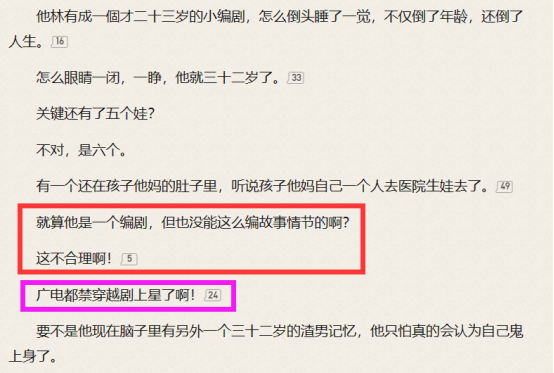 他林有成一個才二十三岁的小编剧，怎么倒头睡了一觉，不仅倒了年龄，还倒了
人生。 16
怎么眼睛一闭，一睁，他就三十二岁了。 33
关键还有了五个娃？
不对，是六个。
有一个还在孩子他妈的肚子里，听说孩子他妈自己一个人去医院生娃去了。 49
就算他是一个编剧，但也没能这么编故事情节的啊？
这不合理啊！ 5
广电都禁穿越剧上星了啊！ 24
要不是他现在脑子里有另外一个三十二岁的渣男记忆，他只怕真的会认为自己鬼
上身了。